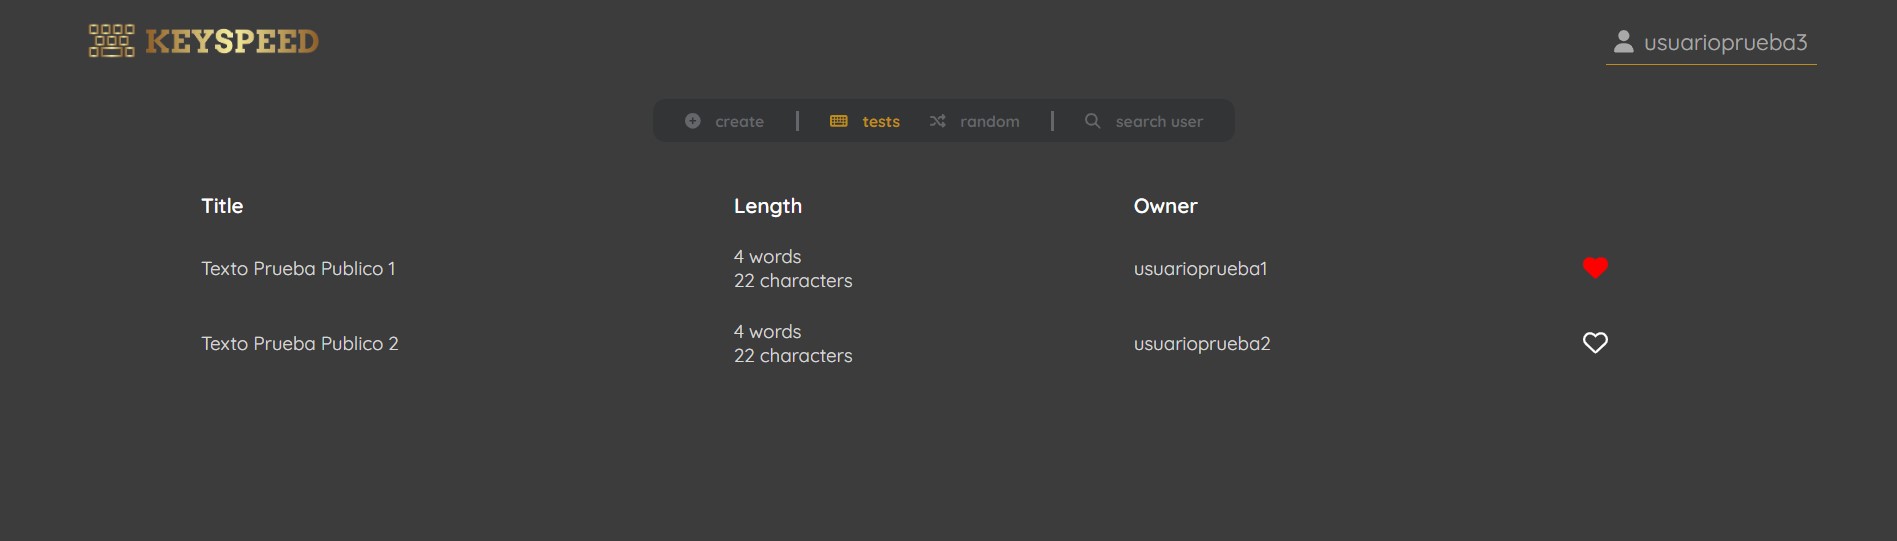 KEYSPEED
usuarioprueba3
create
tests
random
search user
Title Length Owner
Texto Prueba Publico 1 4 words 22 characters usuarioprueba1
Texto Prueba Publico 2 4 words 22 characters usuarioprueba2